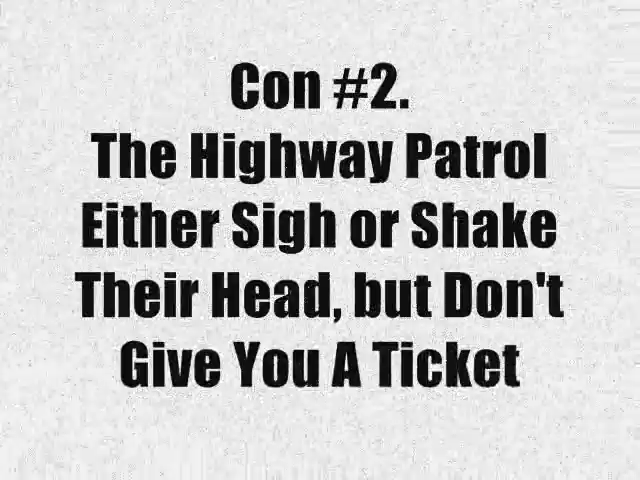 Con #2.
The Highway Patrol
Either Sigh or Shake
Their Head, but Don't
Give You A Ticket